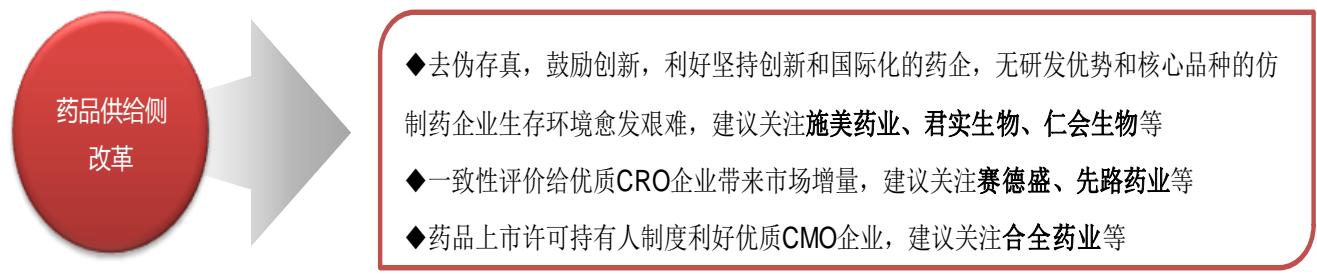 药品供给侧
改革
◆去伪存真，鼓励创新，利好坚持创新和国际化的药企，无研发优势和核心品种的仿
制药企业生存环境愈发艰难，建议关注施美药业、君实生物、仁会生物等
◆一致性评价给优质CRO企业带来市场增量，建议关注赛德盛、先路药业等
◆药品上市许可持有人制度利好优质CMO企业，建议关注合全药业等